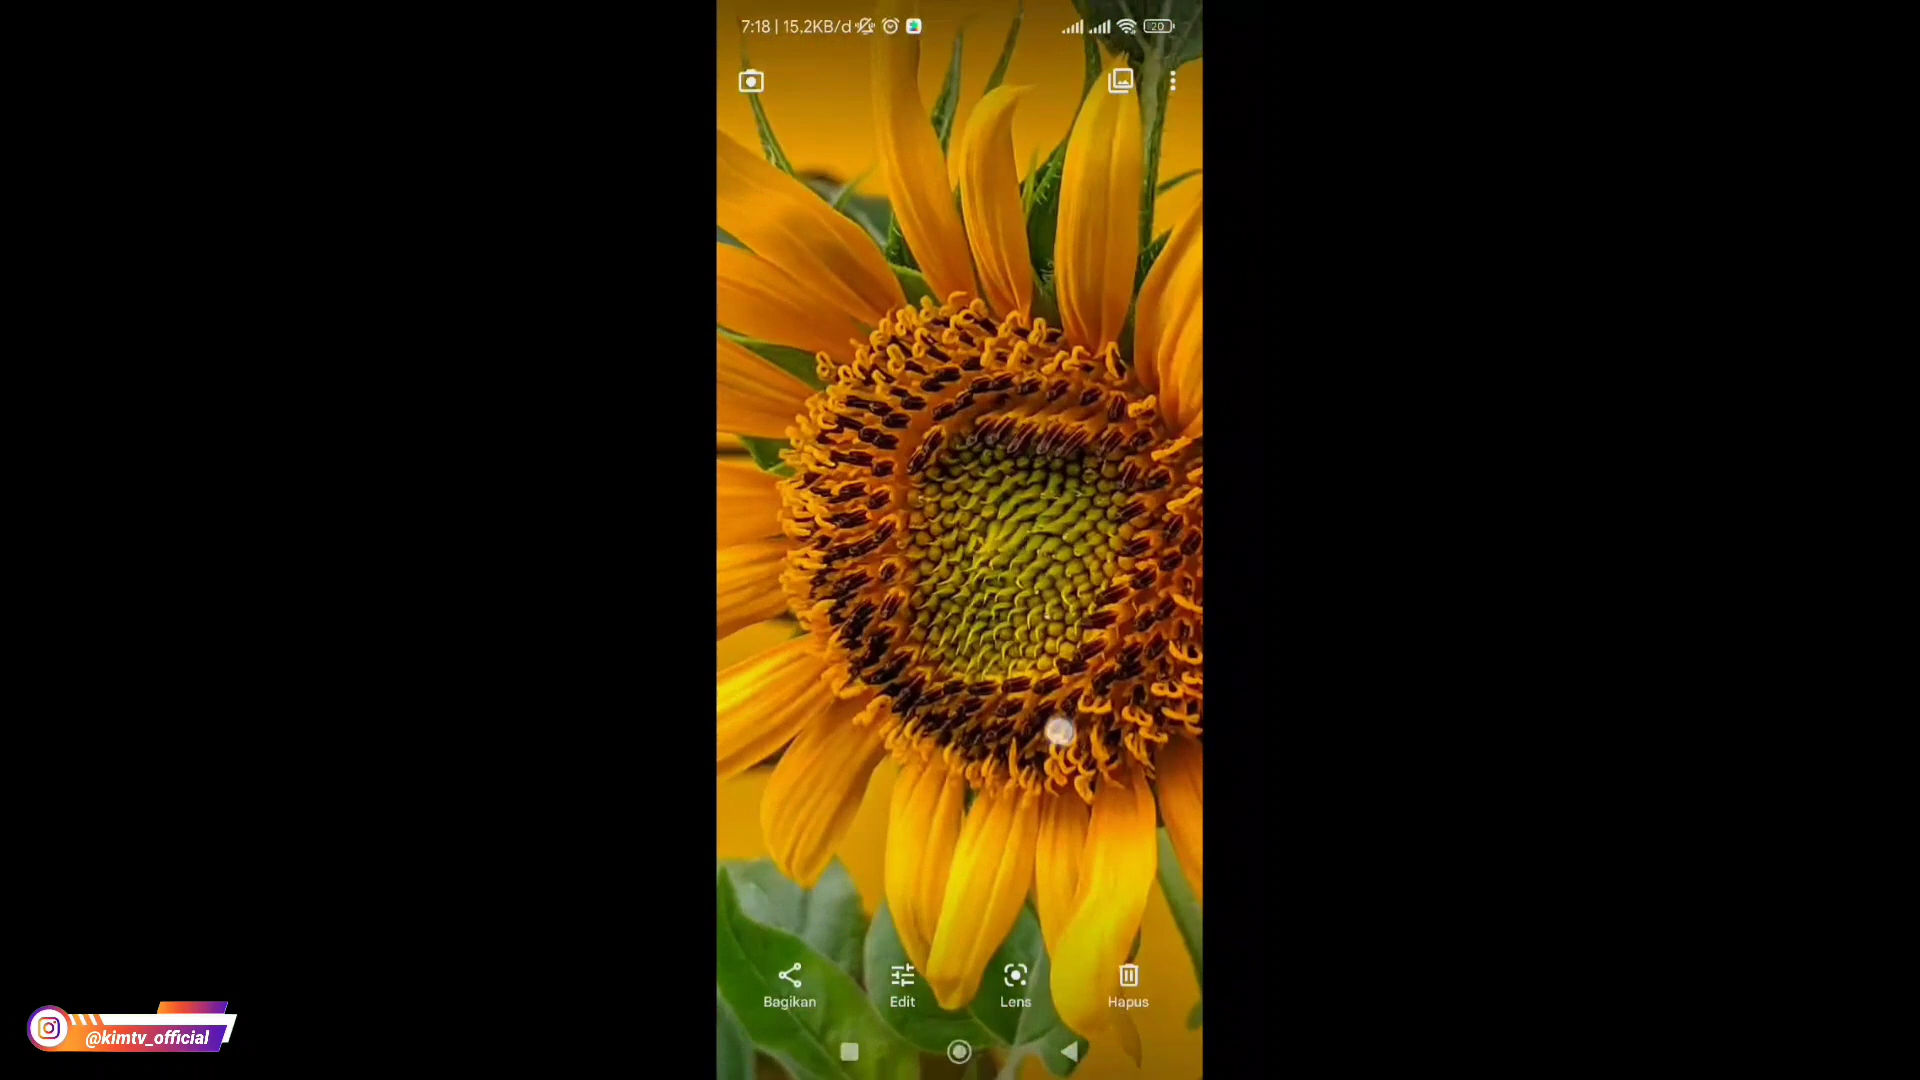 7:18 | 15,2KB/d
20
Bagikan
Edit
Lens
Hapus
@kimtv_official